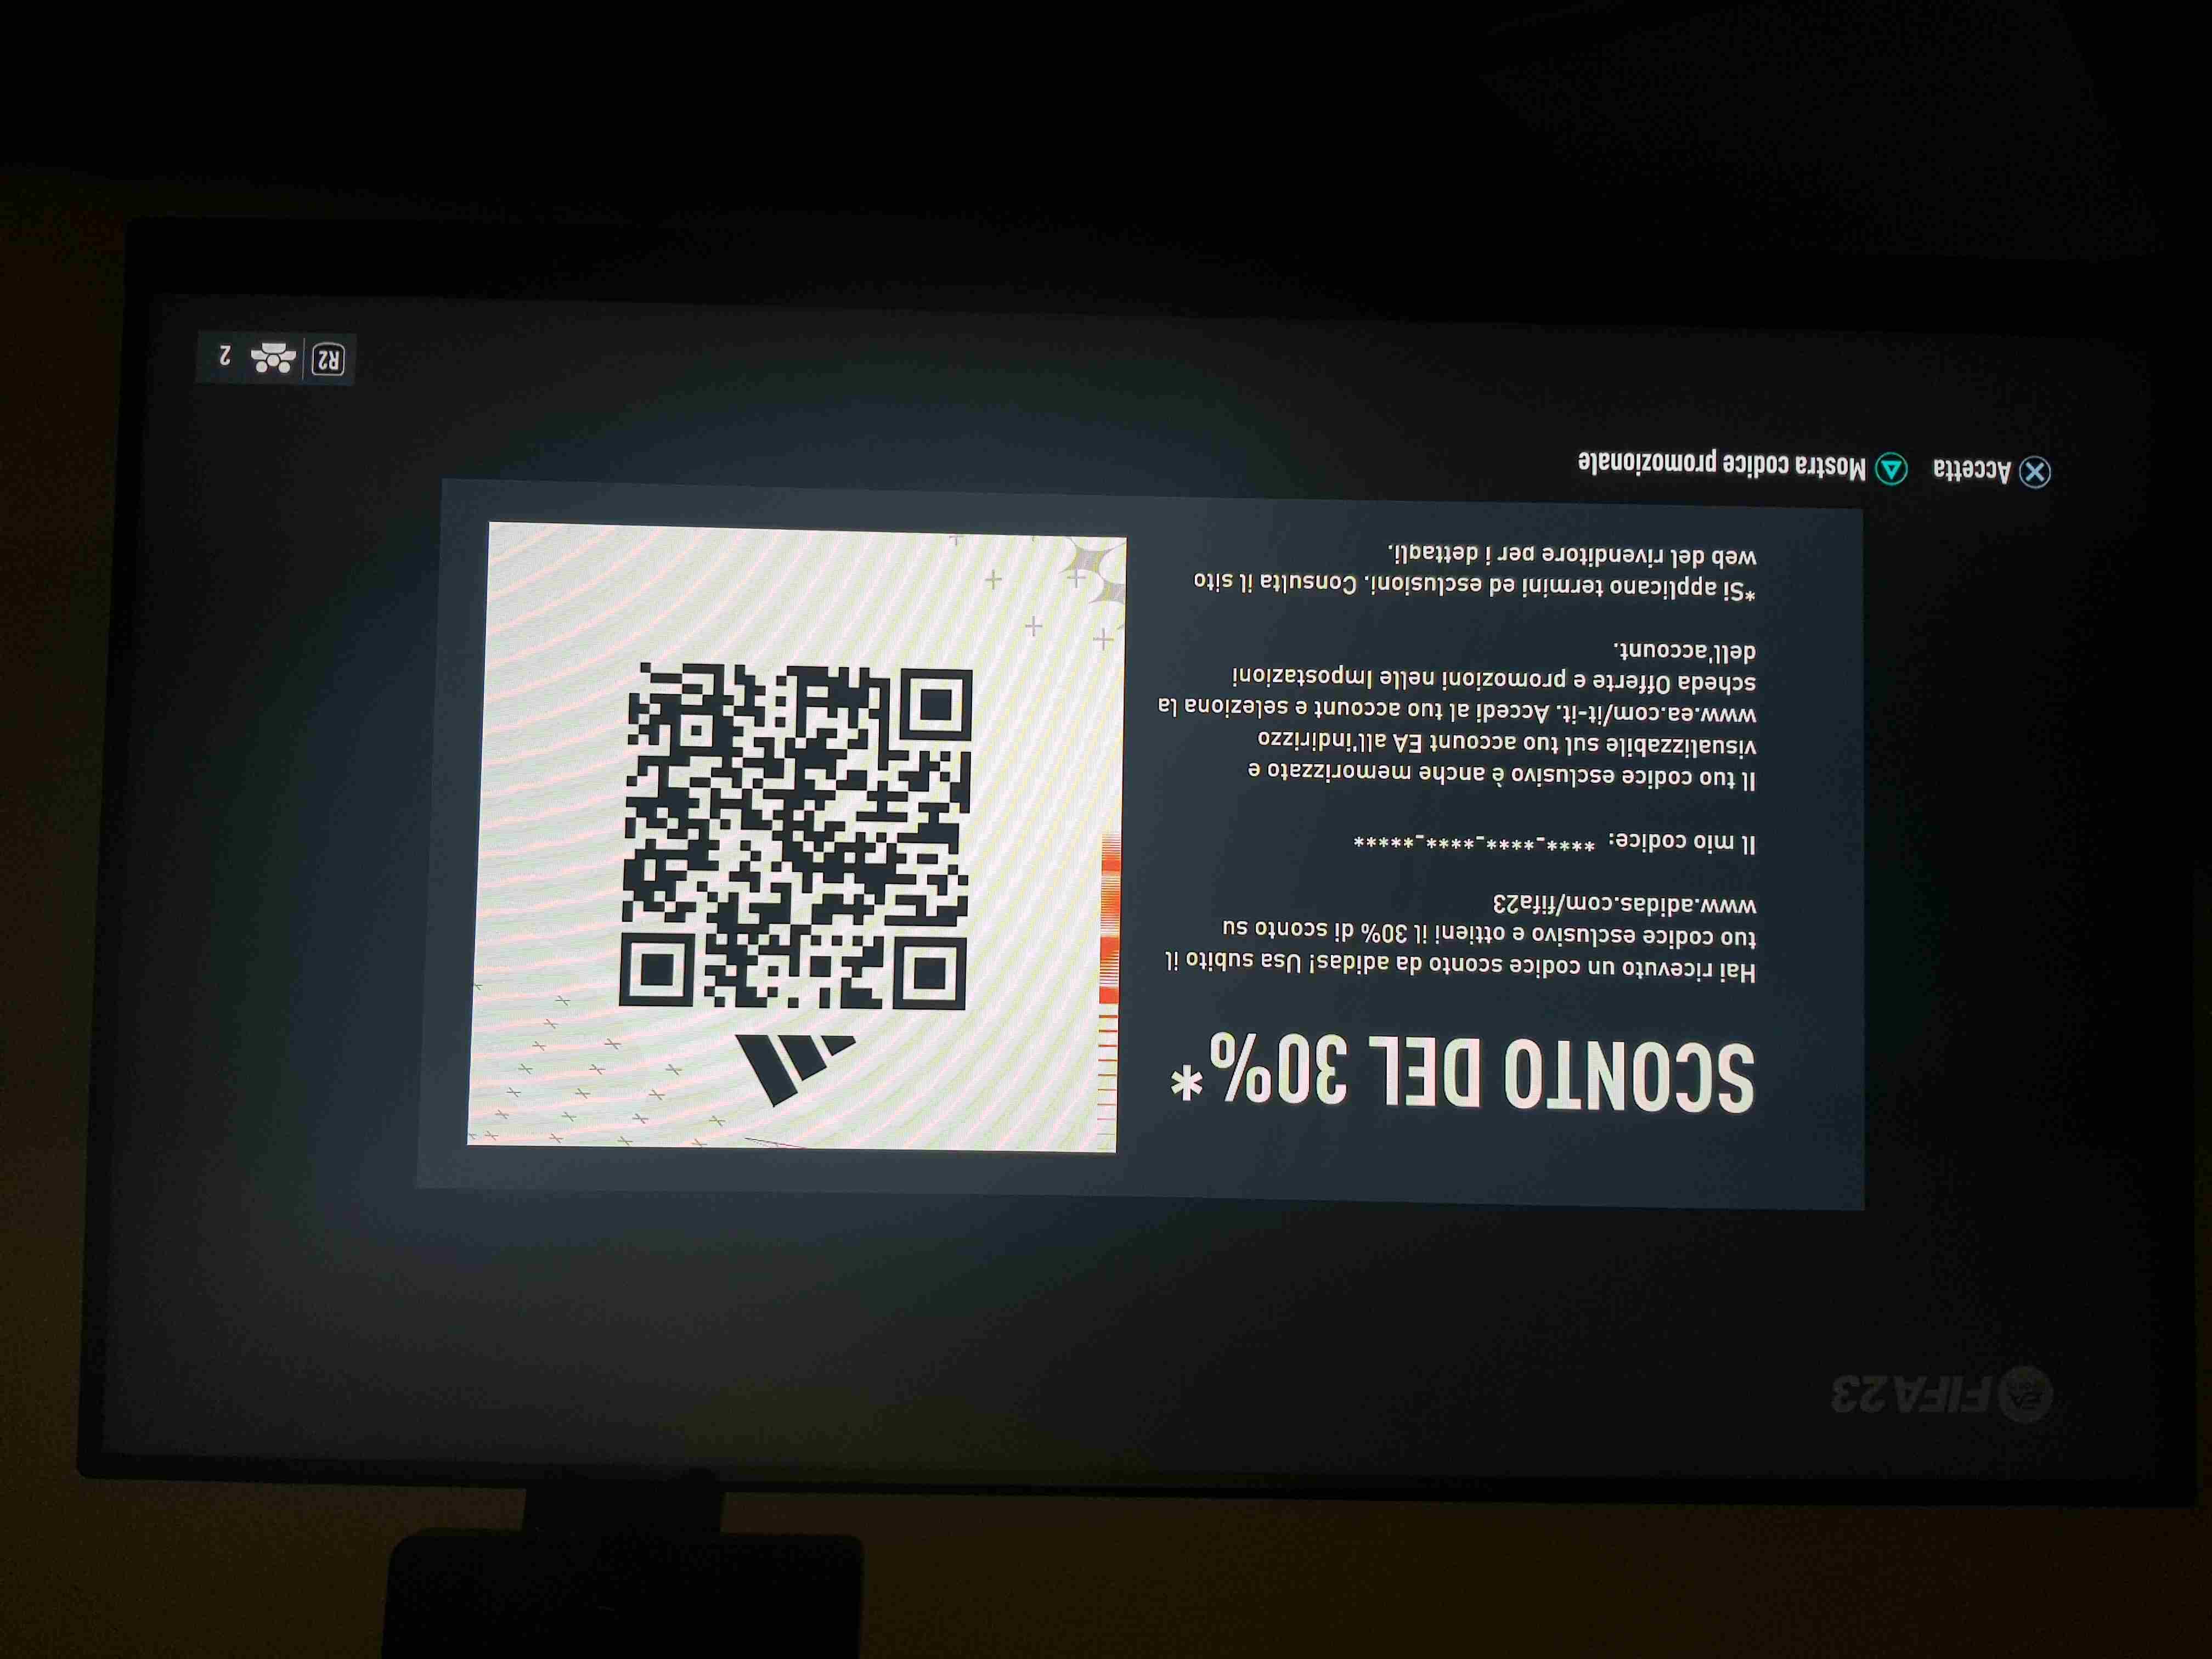 EA FIFA 23
SCONTO DEL 30%*
Hai ricevuto un codice sconto da adidas! Usa subito il
tuo codice esclusivo e ottieni il 30% di sconto su
www.adidas.com/fifa23
Il mio codice: ****-****-****-*****
Il tuo codice esclusivo è anche memorizzato e
visualizzabile sul tuo account EA all'indirizzo
www.ea.com/it-it. Accedi al tuo account e seleziona la
scheda Offerte e promozioni nelle Impostazioni
dell'account.
*Si applicano termini ed esclusioni. Consulta il sito
web del rivenditore per i dettagli.
Accetta Mostra codice promozionale
R2 2